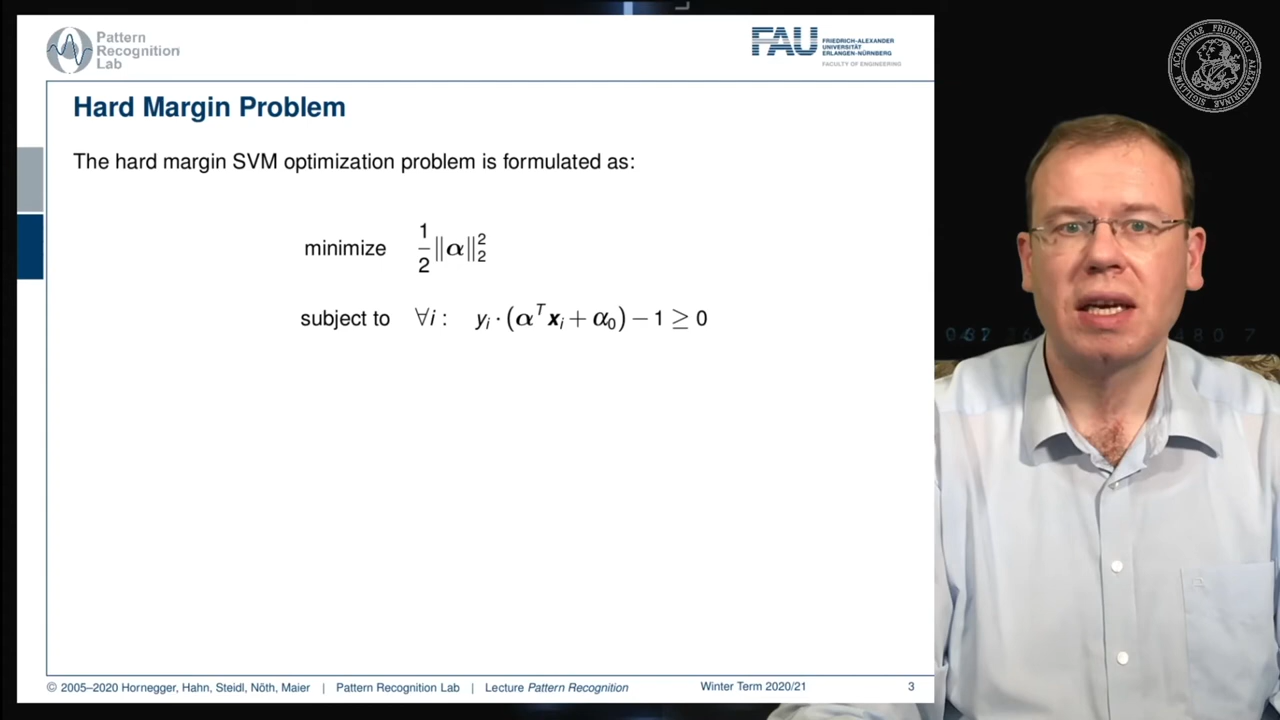 Pattern
Recognition
Lab
FAU FRIEDRICH-ALEXANDER
UNIVERSITÄT
ERLANGEN-NÜRNBERG
FACULTY OF ENGINEERING
Hard Margin Problem
The hard margin SVM optimization problem is formulated as:
minimize 1/2 ‖α‖₂²
subject to ∀i : yᵢ · (αᵀxᵢ + α₀) − 1 ≥ 0
© 2005–2020 Hornegger, Hahn, Steidl, Nöth, Maier | Pattern Recognition Lab | Lecture Pattern Recognition Winter Term 2020/21 3